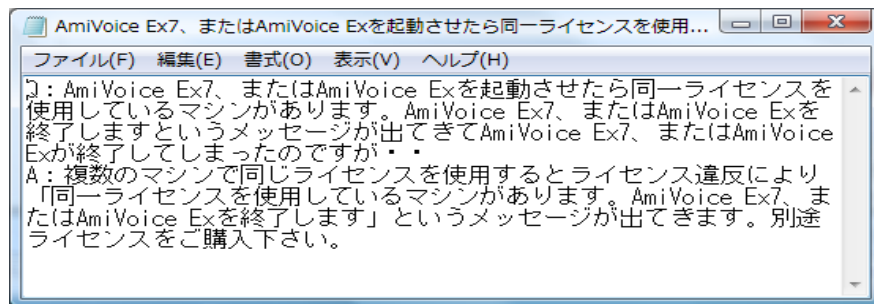 AmiVoice Ex7、またはAmiVoice Exを起動させたら同一ライセンスを使用...
ファイル(F) 編集(E) 書式(O) 表示(V) ヘルプ(H)
Q：AmiVoice Ex7、またはAmiVoice Exを起動させたら同一ライセンスを
使用しているマシンがあります。AmiVoice Ex7、またはAmiVoice Exを
終了しますというメッセージが出てきてAmiVoice Ex7、またはAmiVoice
Exが終了してしまったのですが・・
A：複数のマシンで同じライセンスを使用するとライセンス違反により
「同一ライセンスを使用しているマシンがあります。AmiVoice Ex7、ま
たはAmiVoice Exを終了します」というメッセージが出てきます。別途
ライセンスをご購入下さい。